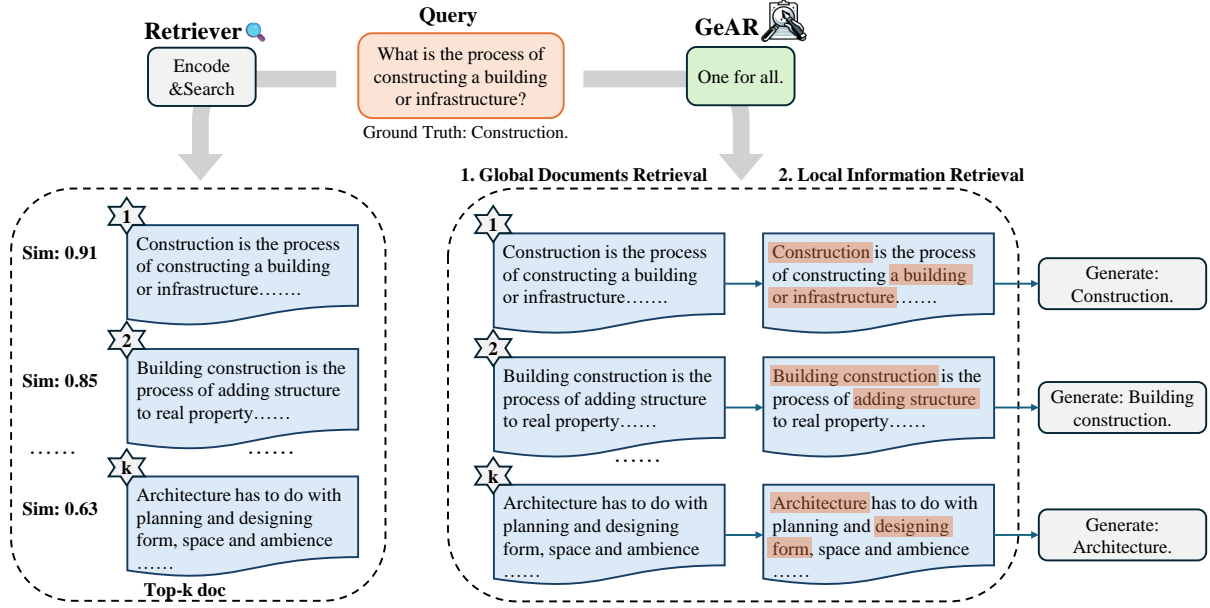 Retriever
Encode
&Search
Query
What is the process of
constructing a building
or infrastructure?
Ground Truth: Construction.
GeAR
One for all.
Sim: 0.91
1
Construction is the process
of constructing a building
or infrastructure…….
Sim: 0.85
2
Building construction is the
process of adding structure
to real property……
……
……
Sim: 0.63
k
Architecture has to do with
planning and designing
form, space and ambience
……
Top-k doc
1. Global Documents Retrieval
2. Local Information Retrieval
1
Construction is the process
of constructing a building
or infrastructure…….
Construction is the process
of constructing a building
or infrastructure…….
Generate:
Construction.
2
Building construction is the
process of adding structure
to real property……
Building construction is the
process of adding structure
to real property……
Generate: Building
construction.
……
k
Architecture has to do with
planning and designing
form, space and ambience
……
Architecture has to do with
planning and designing
form, space and ambience
……
Generate:
Architecture.